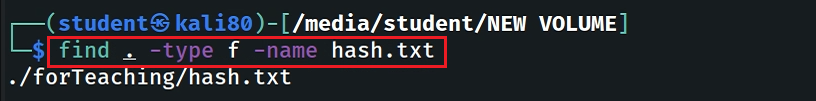 ┌──(student㉿kali80)-[/media/student/NEW VOLUME]
└─$ find . -type f -name hash.txt
./forTeaching/hash.txt